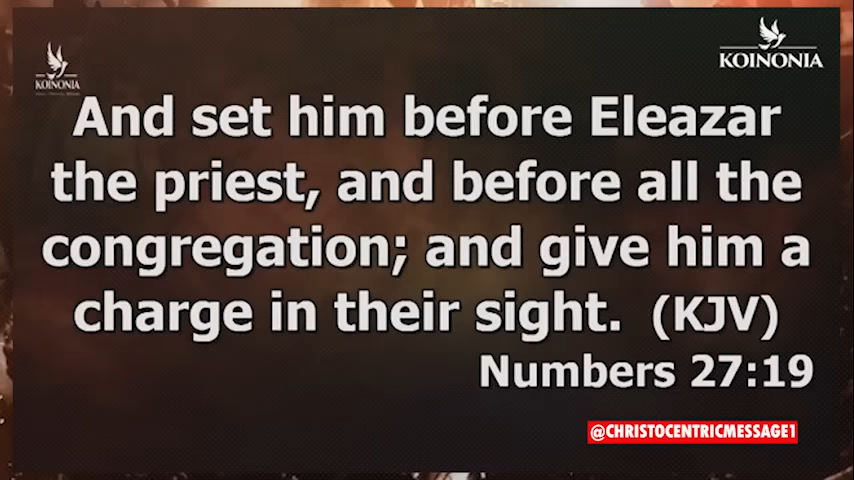 KOINONIA
KOINONIA
And set him before Eleazar
the priest, and before all the
congregation; and give him a
charge in their sight. (KJV)
Numbers 27:19
@CHRISTOCENTRICMESSAGE1